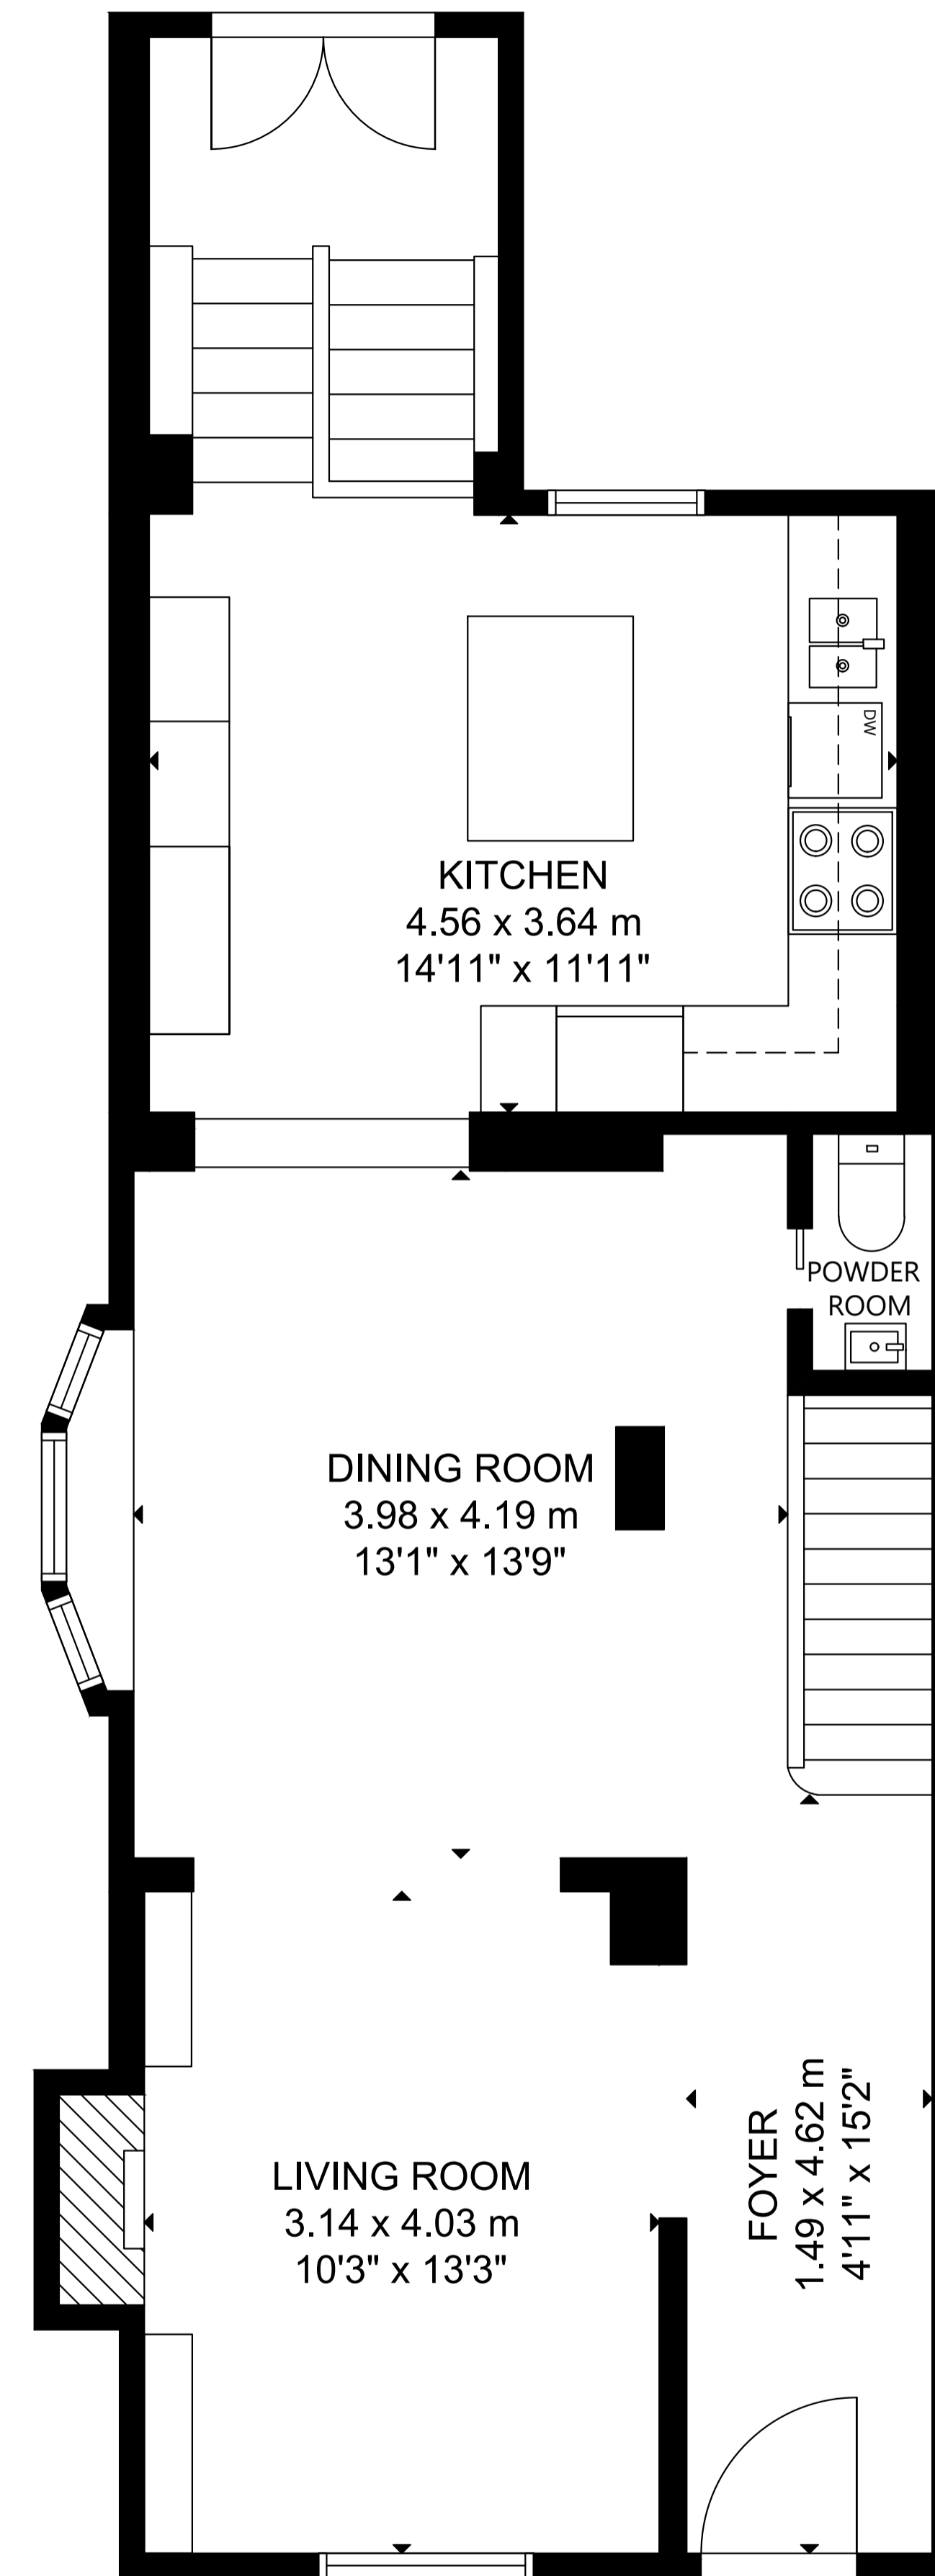 DW
KITCHEN
4.56 x 3.64 m
14'11" x 11'11"
POWDER
ROOM
DINING ROOM
3.98 x 4.19 m
13'1" x 13'9"
LIVING ROOM
3.14 x 4.03 m
10'3" x 13'3"
FOYER
1.49 x 4.62 m
4'11" x 15'2"